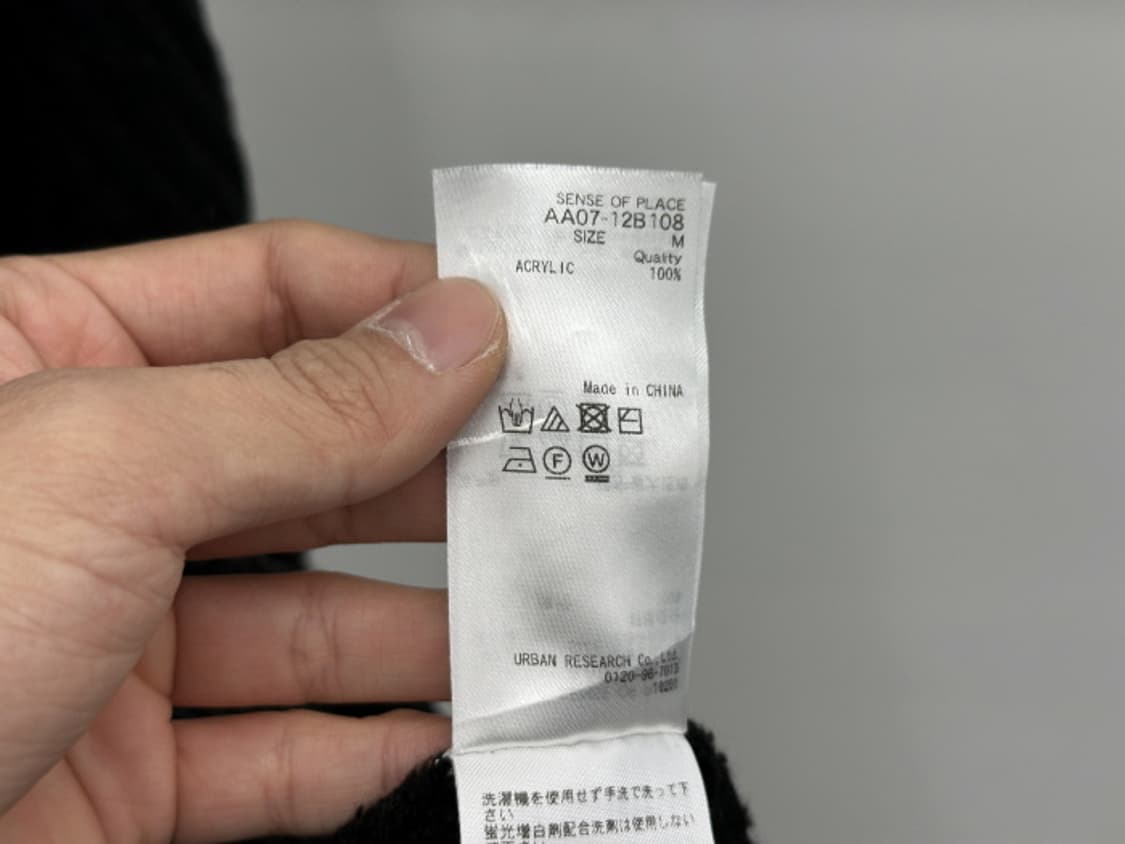 SENSE OF PLACE
AA07-12B108
SIZE M
Quality
ACRYLIC 100%
Made in CHINA
F W
URBAN RESEARCH Co.,Ltd.
洗濯機を使用せず手洗で洗って下
さい
蛍光増白剤配合洗剤は使用しない